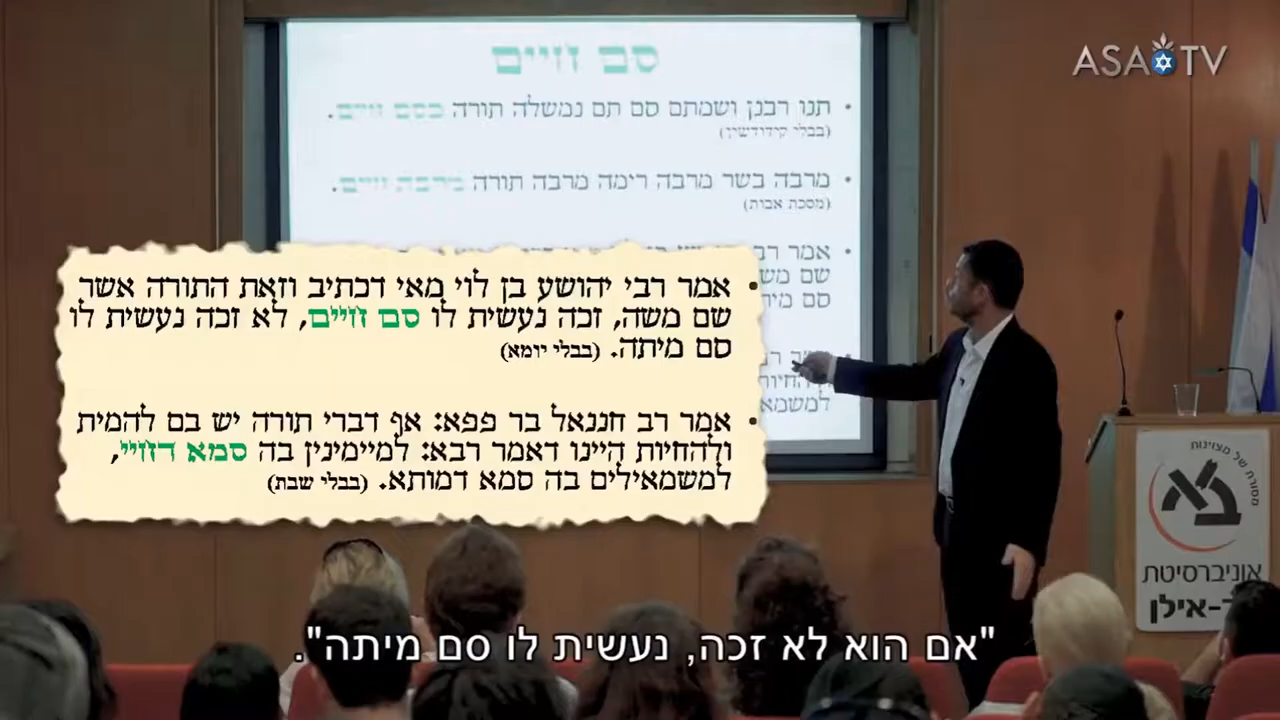 ASA TV
סם חיים
• תנו רבנן ושמתם סם תם נמשלה תורה כסם חיים.
(בבלי קידושין)
• מרבה בשר מרבה רימה מרבה תורה מרבה חיים.
(מסכת אבות)
• אמר רבי יהושע בן לוי מאי דכתיב וזאת התורה אשר
שם משה, זכה נעשית לו סם חיים, לא זכה נעשית לו
סם מיתה. (בבלי יומא)
• אמר רב חננאל בר פפא: אף דברי תורה יש בם להמית
ולהחיות היינו דאמר רבא: למיימינין בה סמא דחיי,
למשמאילים בה סמא דמותא. (בבלי שבת)
מסורת של מצוינות
אוניברסיטת
ר-אילן
"אם הוא לא זכה, נעשית לו סם מיתה".